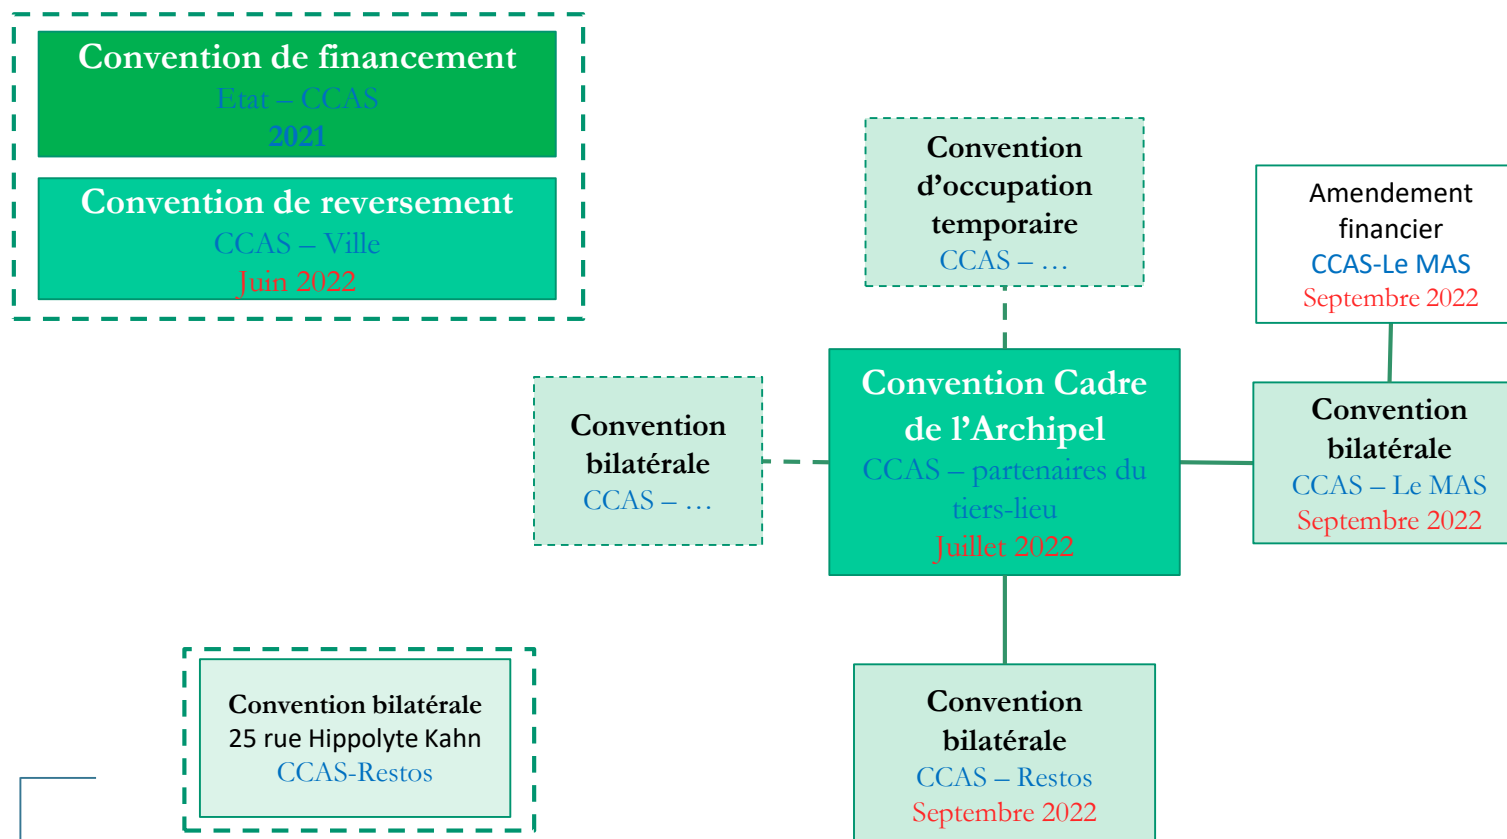 Convention de financement
Etat – CCAS
2021
Convention de reversement
CCAS – Ville
Juin 2022
Convention
d’occupation
temporaire
CCAS – …
Amendement
financier
CCAS-Le MAS
Septembre 2022
Convention
bilatérale
CCAS – …
Convention Cadre
de l’Archipel
CCAS – partenaires du
tiers-lieu
Juillet 2022
Convention
bilatérale
CCAS – Le MAS
Septembre 2022
Convention bilatérale
25 rue Hippolyte Kahn
CCAS-Restos
Convention
bilatérale
CCAS – Restos
Septembre 2022